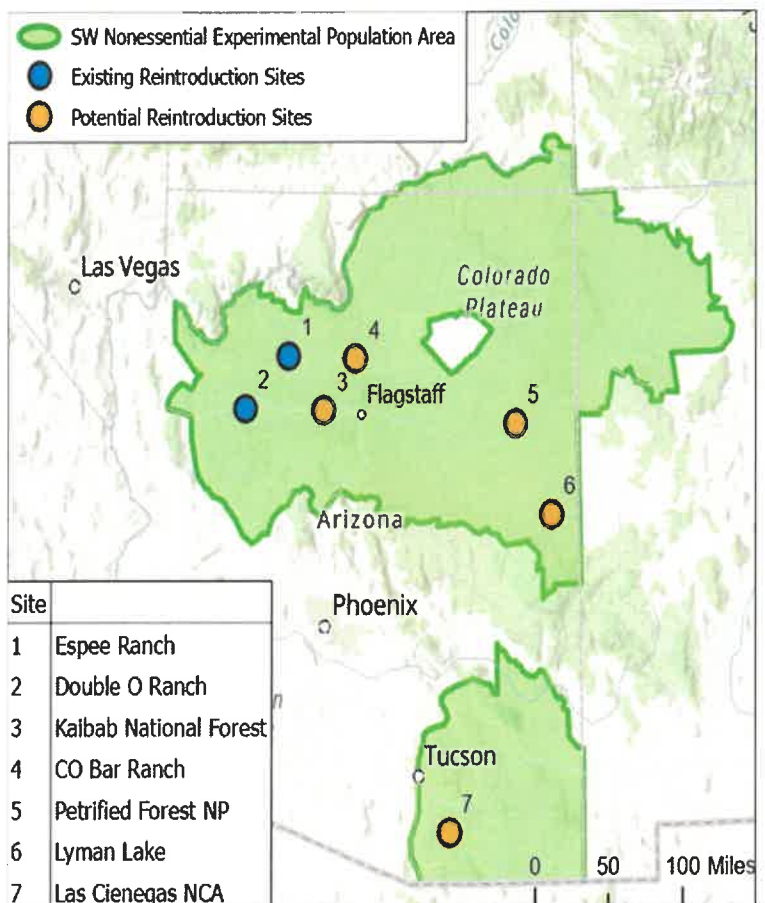 SW Nonessential Experimental Population Area
Existing Reintroduction Sites
Potential Reintroduction Sites
Colo
Las Vegas
Colorado
Plateau
1
4
2
3
Flagstaff
5
6
Arizona
Phoenix
Tucson
7
0 50 100 Miles
Site
1 Espee Ranch
2 Double O Ranch
3 Kaibab National Forest
4 CO Bar Ranch
5 Petrified Forest NP
6 Lyman Lake
7 Las Cienegas NCA